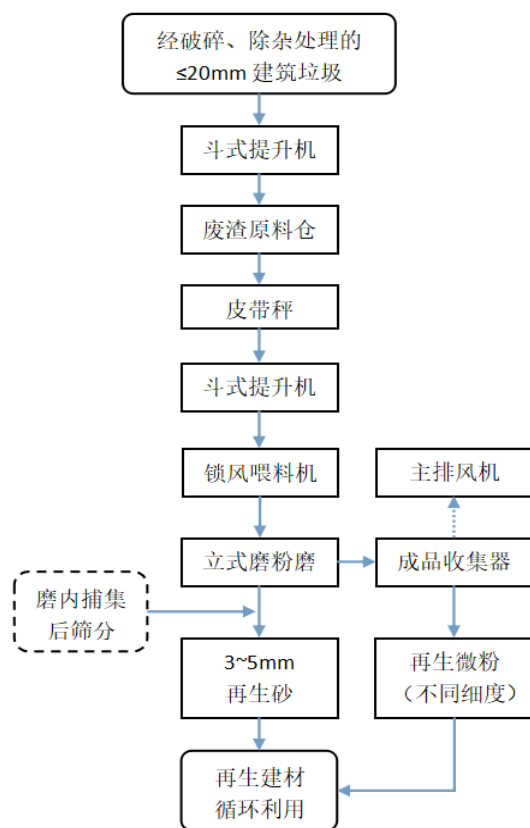 经破碎、除杂处理的
≤20mm 建筑垃圾
斗式提升机
废渣原料仓
皮带秤
斗式提升机
锁风喂料机
主排风机
立式磨粉磨
成品收集器
磨内捕集
后筛分
3~5mm
再生砂
再生微粉
（不同细度）
再生建材
循环利用